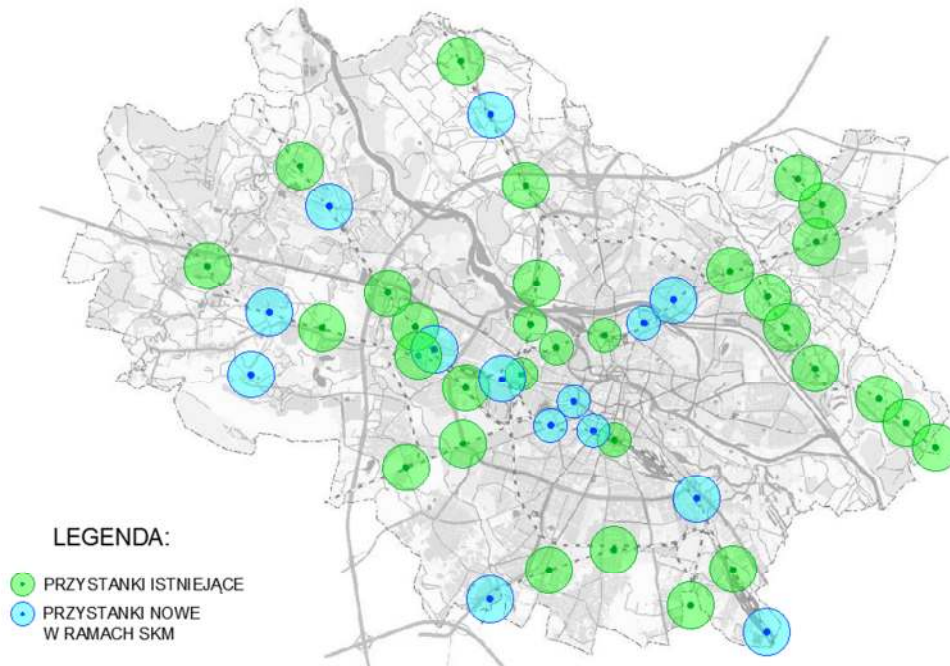 LEGENDA:
PRZYSTANKI ISTNIEJĄCE
PRZYSTANKI NOWE
W RAMACH SKM